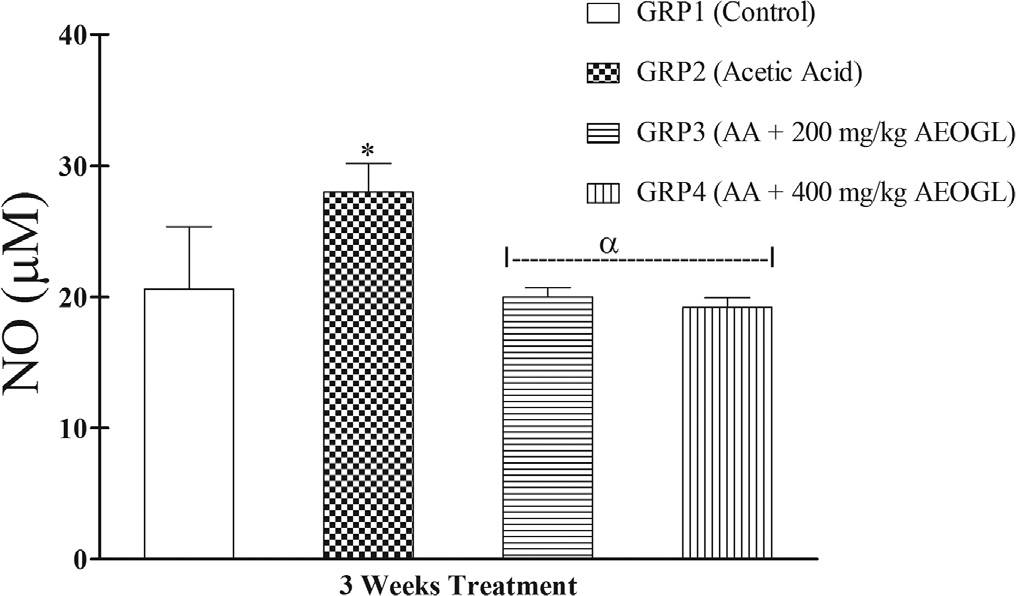 GRP1 (Control)
GRP2 (Acetic Acid)
GRP3 (AA + 200 mg/kg AEOGL)
GRP4 (AA + 400 mg/kg AEOGL)
NO (μM)
40
30
20
10
0
*
α
3 Weeks Treatment